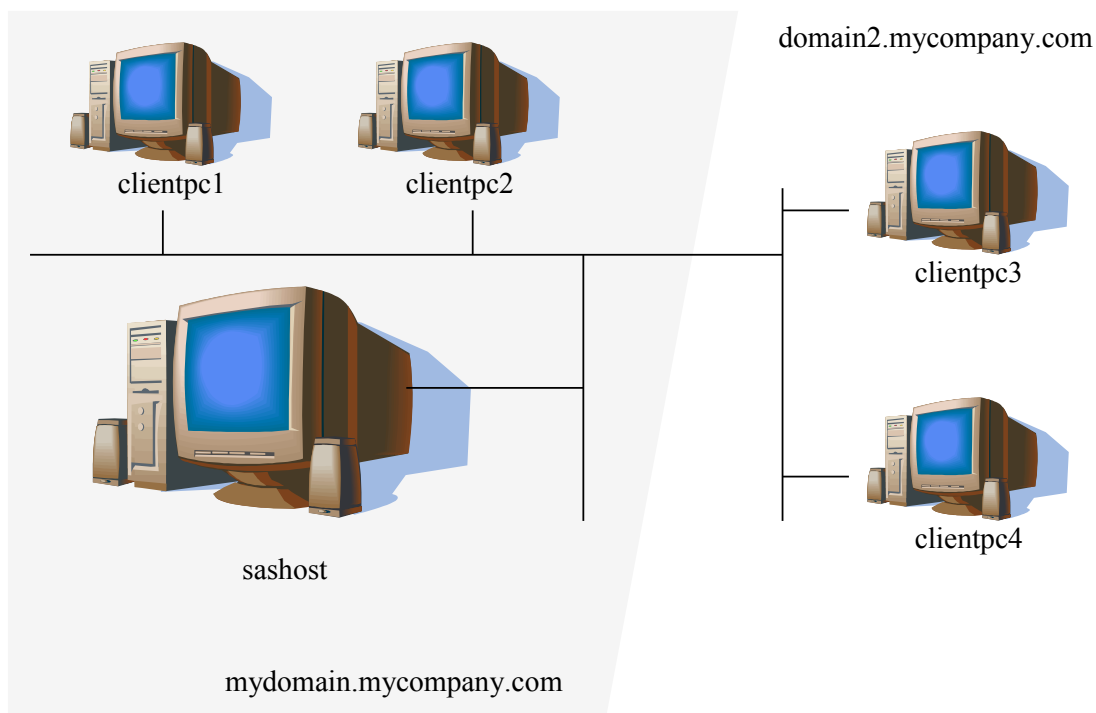 domain2.mycompany.com
clientpc1
clientpc2
clientpc3
clientpc4
sashost
mydomain.mycompany.com